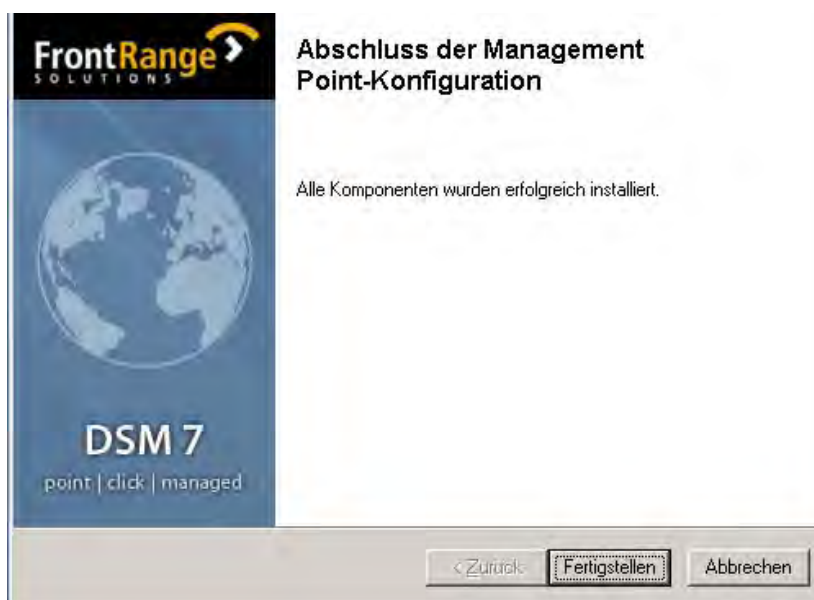 FrontRange
SOLUTIONS
Abschluss der Management
Point-Konfiguration
Alle Komponenten wurden erfolgreich installiert.
DSM 7
point | click | managed
< Zurück
Fertigstellen
Abbrechen